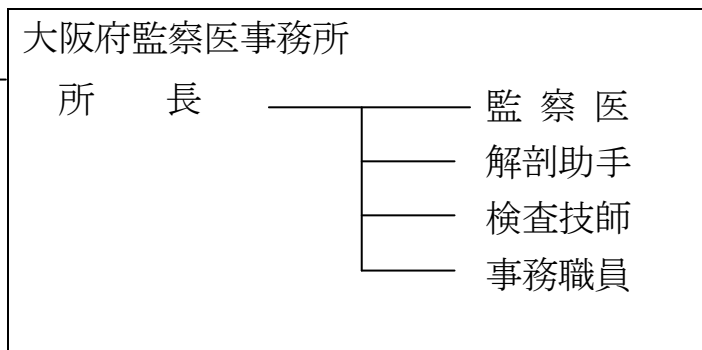 大阪府監察医事務所
所長 監察医
解剖助手
検査技師
事務職員